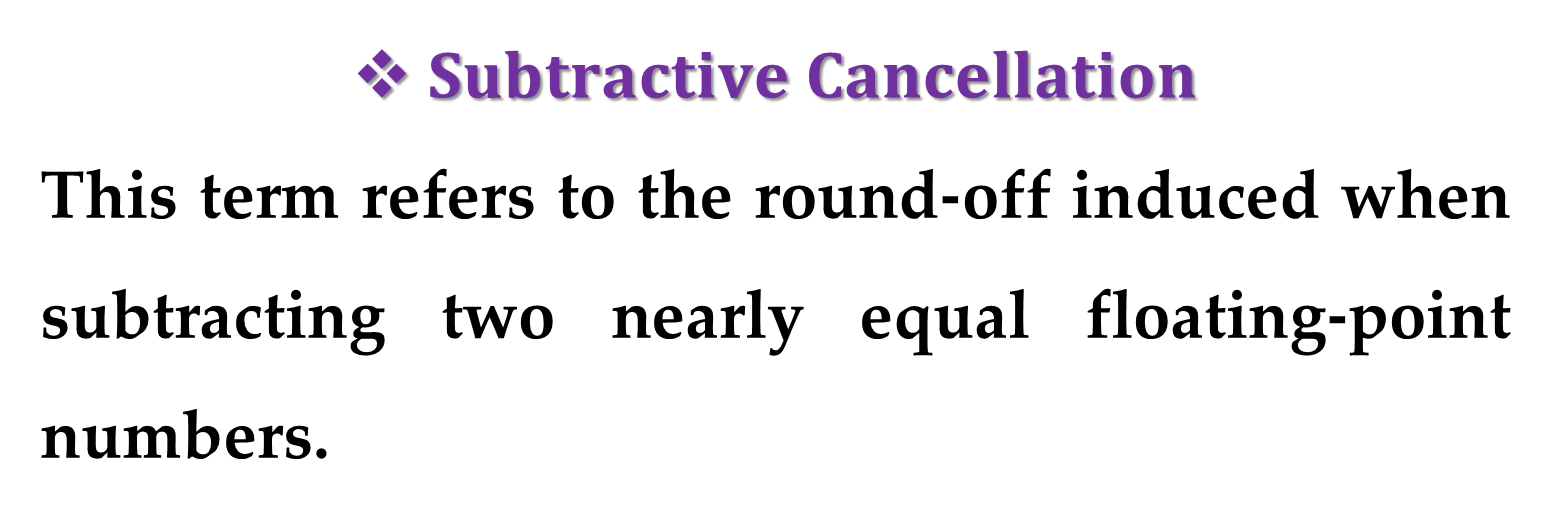 ❖ Subtractive Cancellation
This term refers to the round-off induced when
subtracting two nearly equal floating-point
numbers.